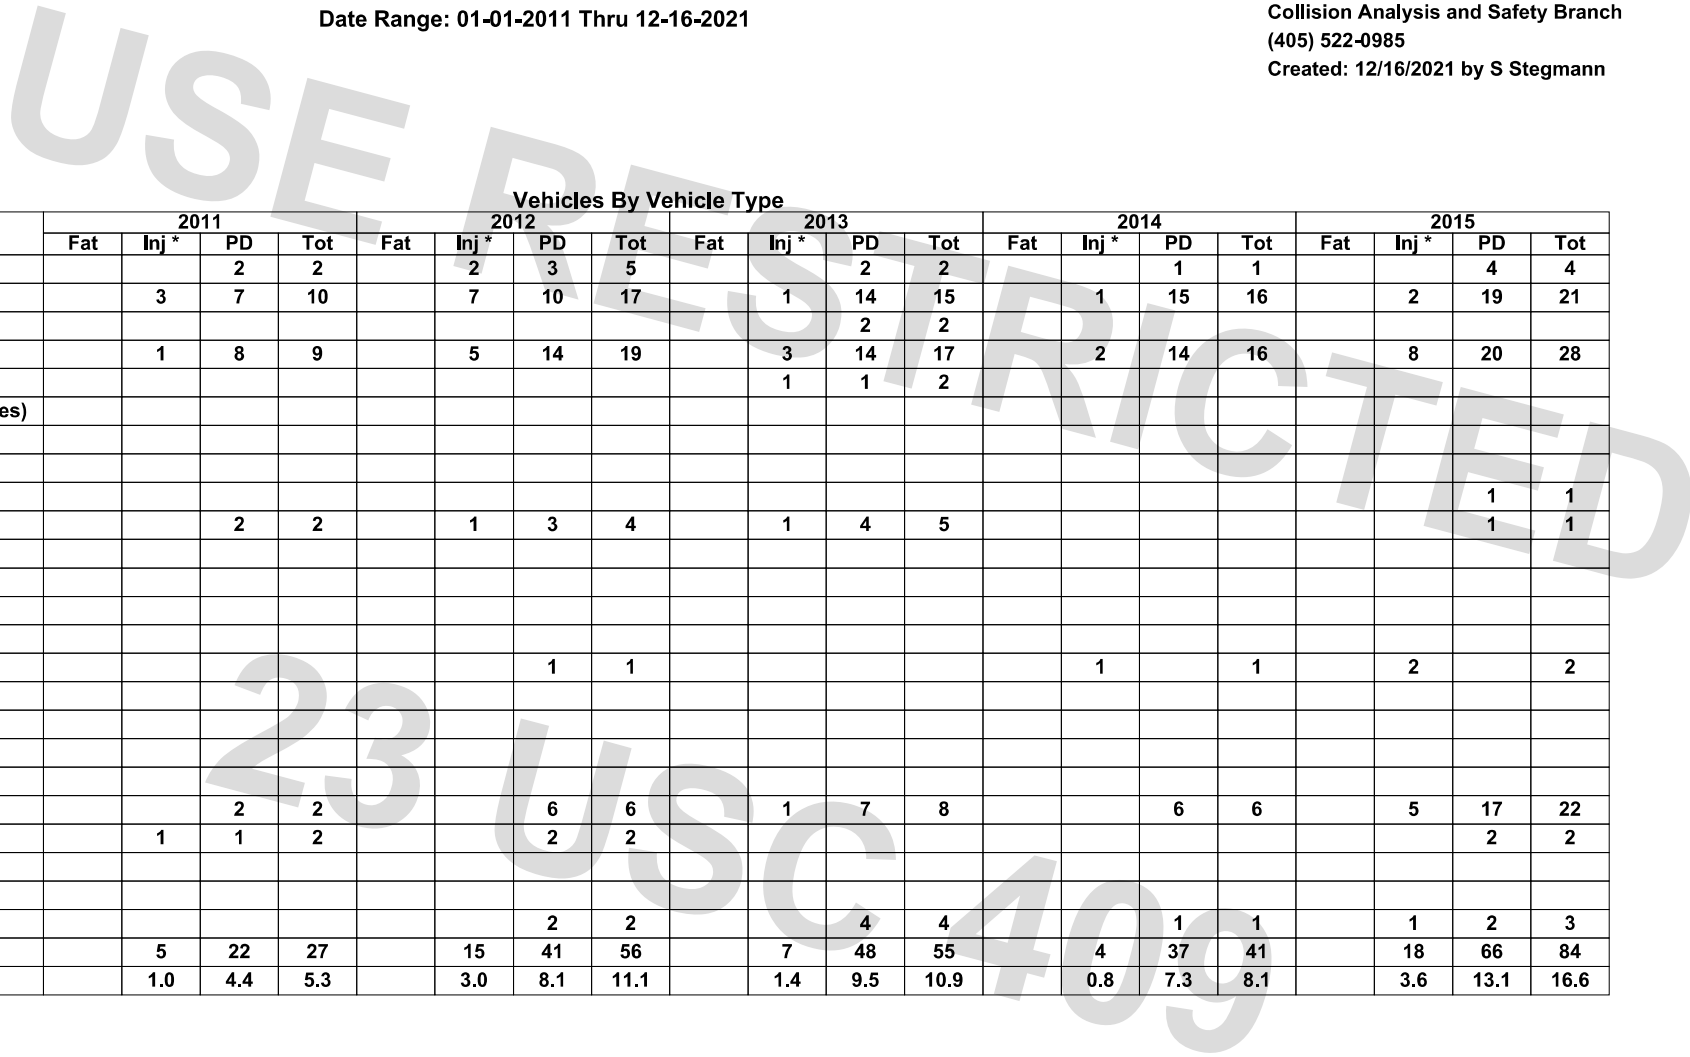 Date Range: 01-01-2011 Thru 12-16-2021
Collision Analysis and Safety Branch
(405) 522-0985
Created: 12/16/2021 by S Stegmann
USE RESTRICTED
23 USC 409
Vehicles By Vehicle Type
2011 2012 2013 2014 2015
Fat Inj * PD Tot Fat Inj * PD Tot Fat Inj * PD Tot Fat Inj * PD Tot Fat Inj * PD Tot
2 2 2 3 5 2 2 1 1 4 4
3 7 10 7 10 17 1 14 15 1 15 16 2 19 21
2 2
1 8 9 5 14 19 3 14 17 2 14 16 8 20 28
1 1 2
es)
1 1
2 2 1 3 4 1 4 5 1 1
1 1 1 1 2 2
2 2 6 6 1 7 8 6 6 5 17 22
1 1 2 2 2 2 2
2 2 4 4 1 1 1 2 3
5 22 27 15 41 56 7 48 55 4 37 41 18 66 84
1.0 4.4 5.3 3.0 8.1 11.1 1.4 9.5 10.9 0.8 7.3 8.1 3.6 13.1 16.6